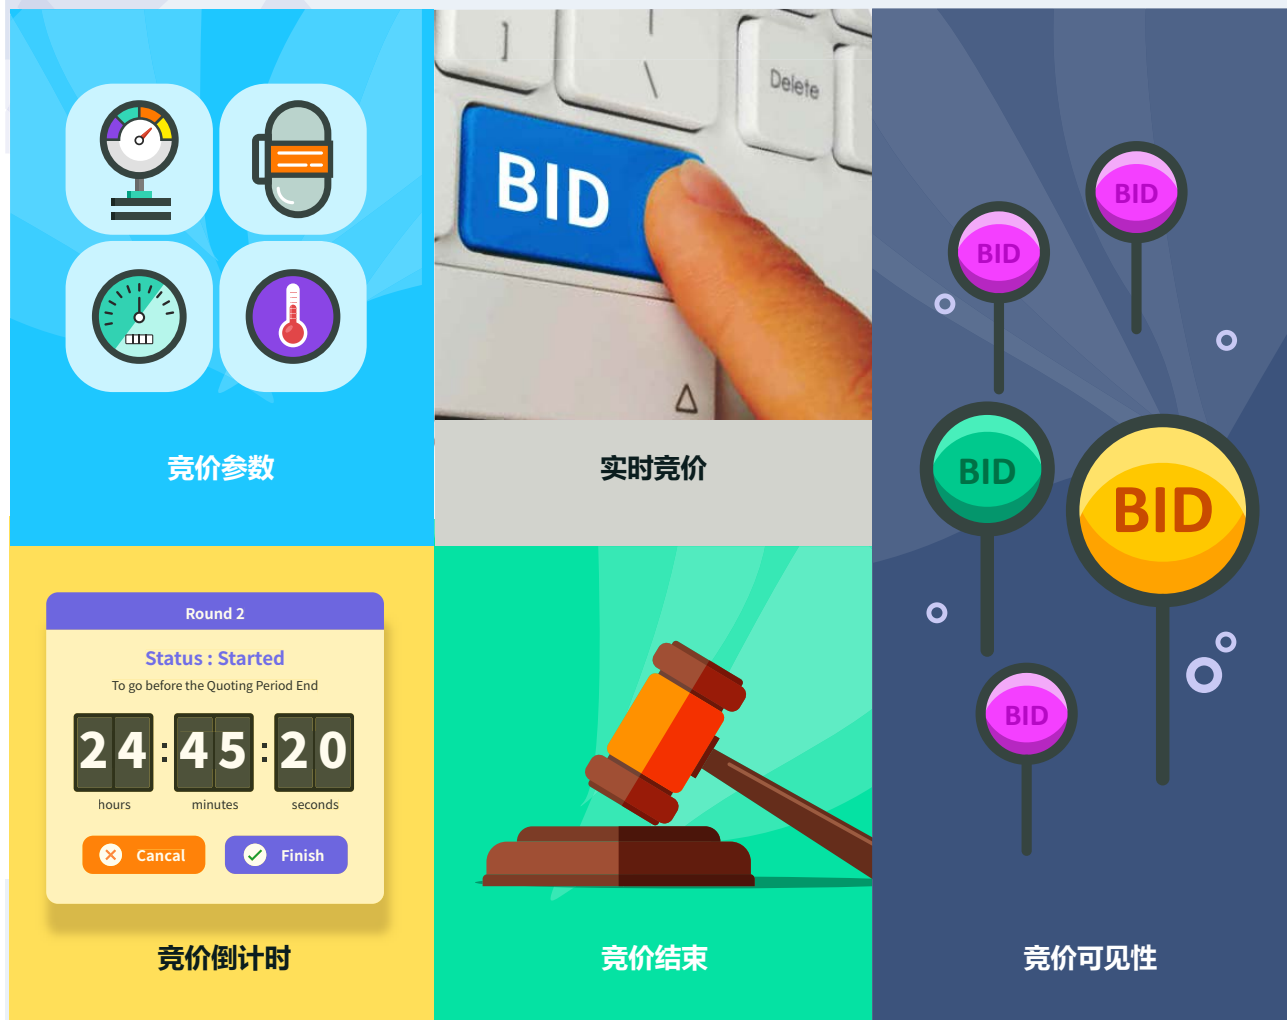 ]
\
Delete
BID
竞价参数
实时竞价
BID
BID
BID
BID
BID
竞价可见性
Round 2
Status : Started
To go before the Quoting Period End
24:45:20
hours minutes seconds
Cancal Finish
竞价倒计时
竞价结束